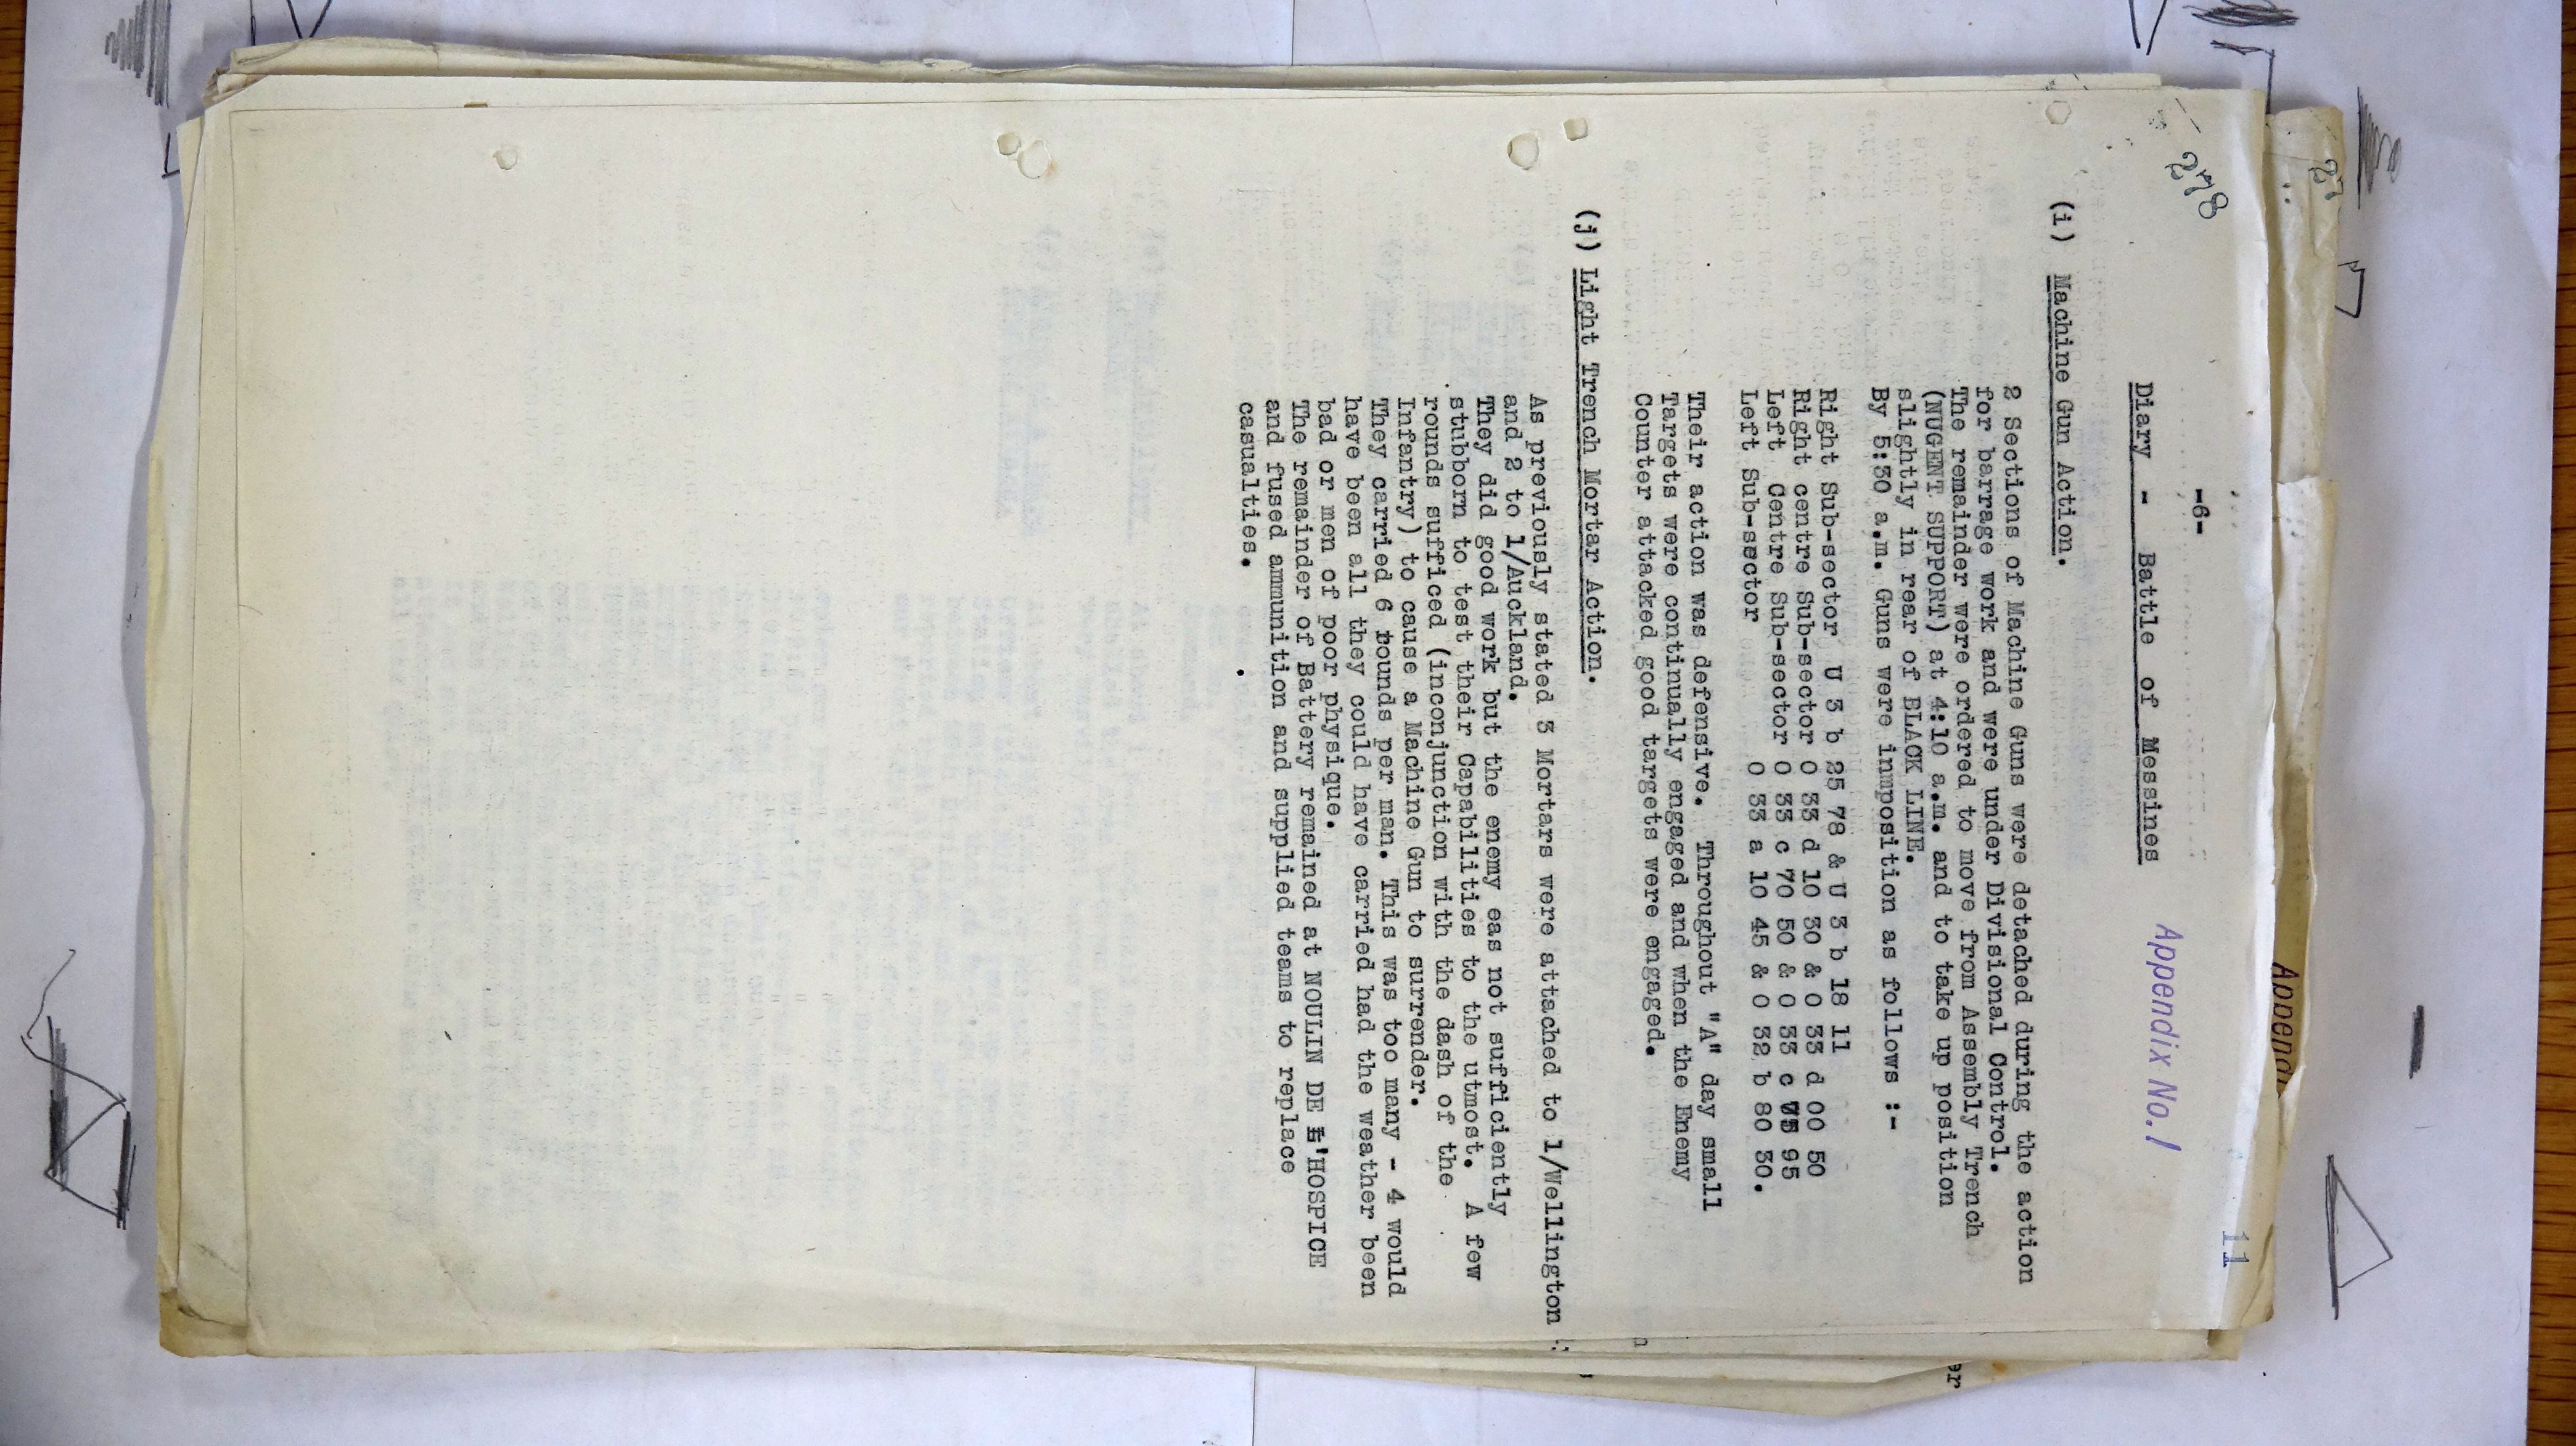 278
-6-
11
Diary - Battle of Messines
Appendix No.1
(i) Machine Gun Action.
2 Sections of Machine Guns were detached during the action
for barrage work and were under Divisional Control.
The remainder were ordered to move from Assembly Trench
(NUGENT SUPPORT) at 4:10 a.m. and to take up position
slightly in rear of BLACK LINE.
By 5:30 a.m. Guns were inmposition as follows :-
Right Sub-sector U 3 b 25 78 & U 3 b 18 11
Right centre Sub-sector O 33 d 10 30 & O 33 d 00 50
Left Centre Sub-sector O 33 c 70 50 & O 33 c 95
Left Sub-sector O 33 a 10 45 & O 32 b 80 30.
Their action was defensive. Throughout "A" day small
Targets were continually engaged and when the Enemy
Counter attacked good targets were engaged.
(j) Light Trench Mortar Action.
As previously stated 3 Mortars were attached to 1/Wellington
and 2 to 1/Auckland.
They did good work but the enemy eas not sufficiently
stubborn to test their Capabilities to the utmost. A few
rounds sufficed (inconjunction with the dash of the
Infantry) to cause a Machine Gun to surrender.
They carried 6 rounds per man. This was too many - 4 would
have been all they could have carried had the weather been
bad or men of poor physique.
The remainder of Battery remained at NOULIN DE L'HOSPICE
and fused ammunition and supplied teams to replace
casualties.
27
Append
er